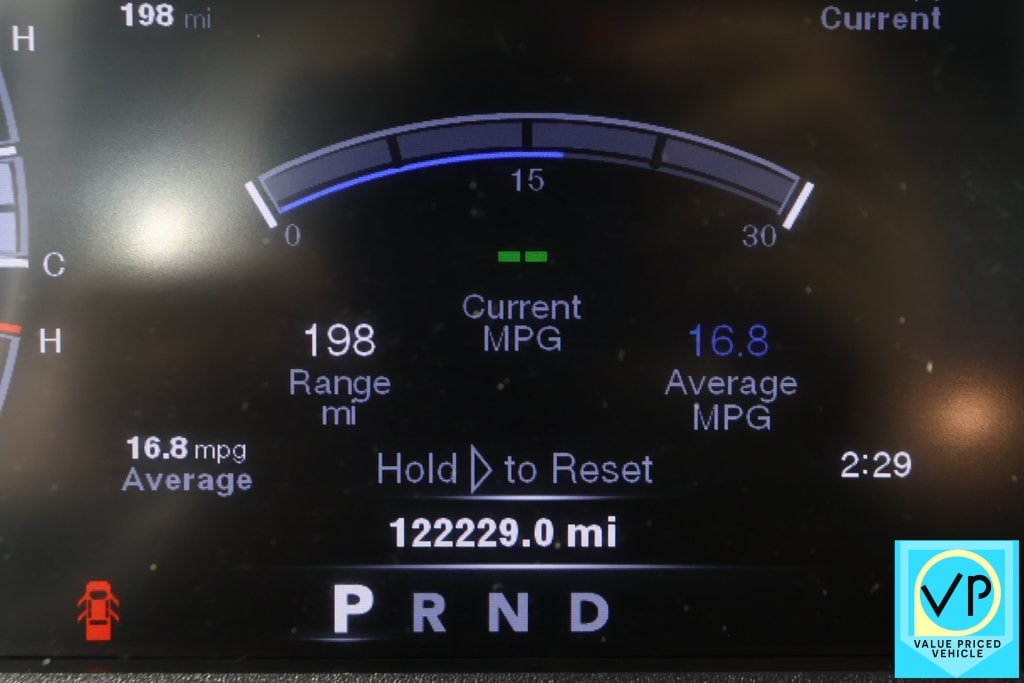 198 mi
Current
H
15
0
30
C
Current
MPG
H
198
Range
mi
16.8
Average
MPG
16.8 mpg
Average
Hold ▷ to Reset
2:29
122229.0 mi
P R N D
VP
VALUE PRICED
VEHICLE